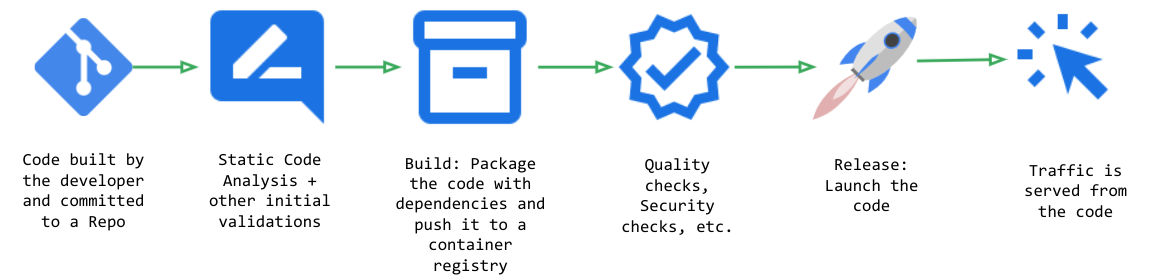 Code built by
the developer
and committed
to a Repo
Static Code
Analysis +
other initial
validations
Build: Package
the code with
dependencies and
push it to a
container
registry
Quality
checks,
Security
checks, etc.
Release:
Launch the
code
Traffic is
served from
the code